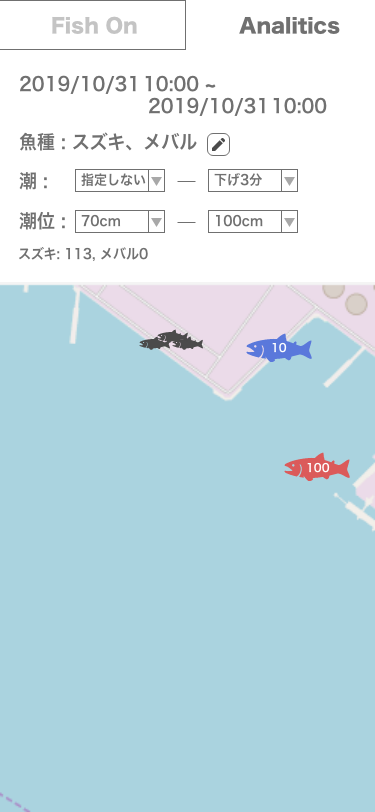 Fish On
Analitics
2019/10/31 10:00 ~
2019/10/31 10:00
魚種 : スズキ、メバル
潮 : 指定しない — 下げ3分
潮位 : 70cm — 100cm
スズキ: 113, メバル0
10
100